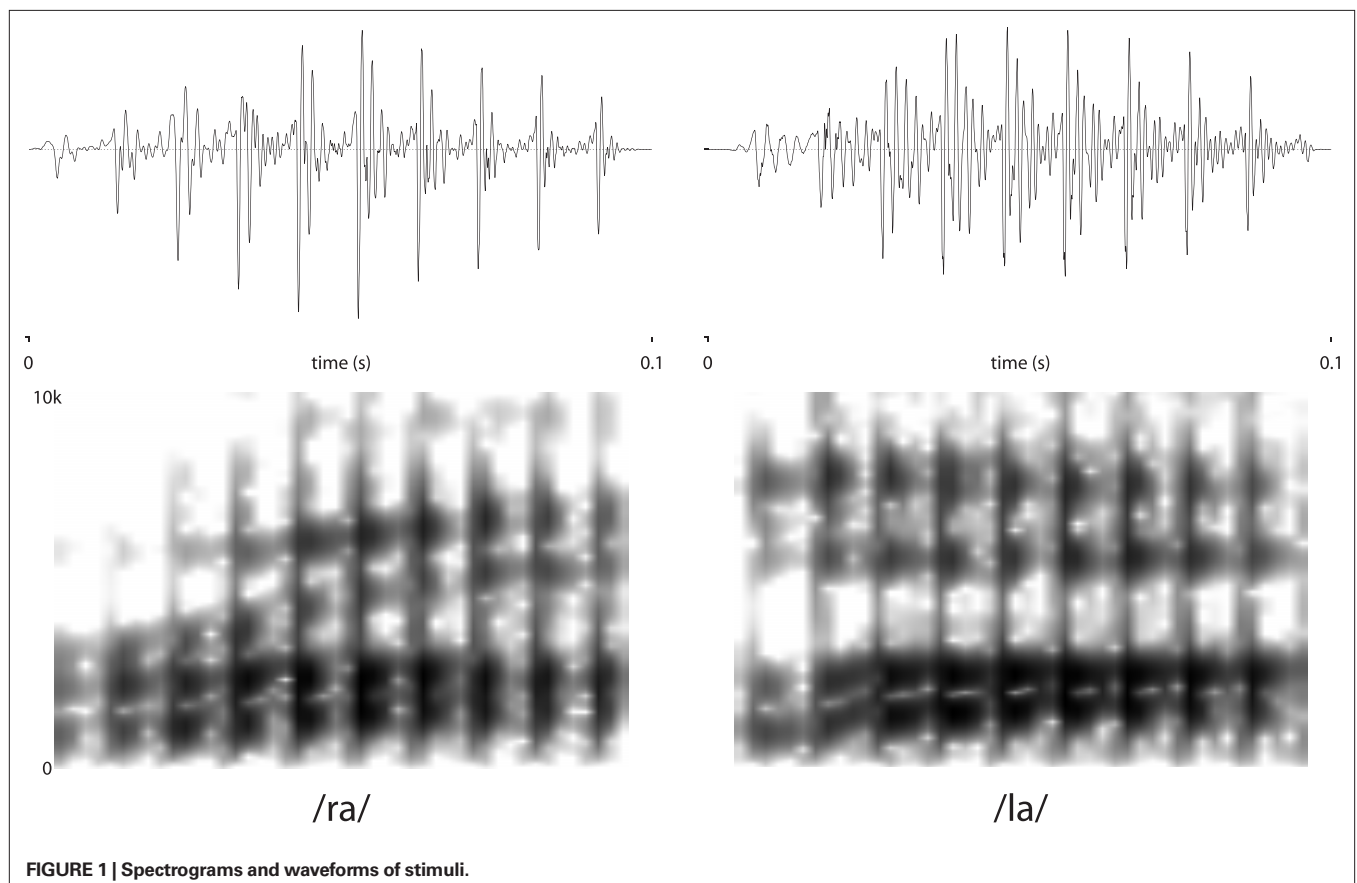 0 time (s) 0.1 0 time (s) 0.1
10k
0
/ra/ /la/
FIGURE 1 | Spectrograms and waveforms of stimuli.